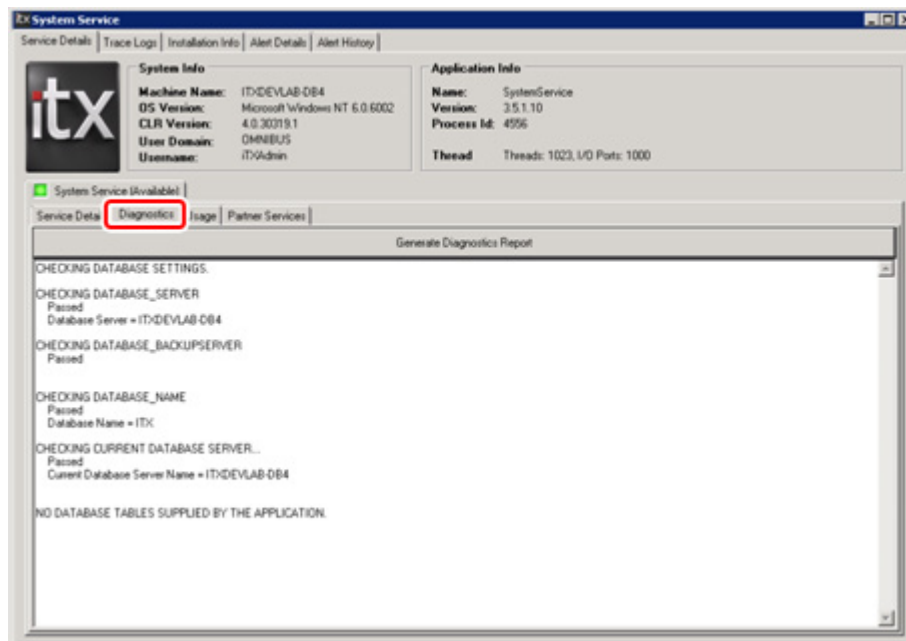 itx System Service
Service Details Trace Logs Installation Info Alert Details Alert History
itx
System Info
Machine Name: ITXDEVLAB-DB4
OS Version: Microsoft Windows NT 6.0.6002
CLR Version: 4.0.30319.1
User Domain: OMNIBUS
Username: iTXAdmin
Application Info
Name: SystemService
Version: 3.5.1.10
Process Id: 4556
Thread Threads: 1023, I/O Ports: 1000
System Service (Available)
Service Detai Diagnostics Usage Partner Services
Generate Diagnostics Report
CHECKING DATABASE SETTINGS.
CHECKING DATABASE_SERVER
Passed
Database Server = ITXDEVLAB-DB4
CHECKING DATABASE_BACKUPSERVER
Passed
CHECKING DATABASE_NAME
Passed
Database Name = ITX
CHECKING CURRENT DATABASE SERVER...
Passed
Current Database Server Name = ITXDEVLAB-DB4
NO DATABASE TABLES SUPPLIED BY THE APPLICATION.